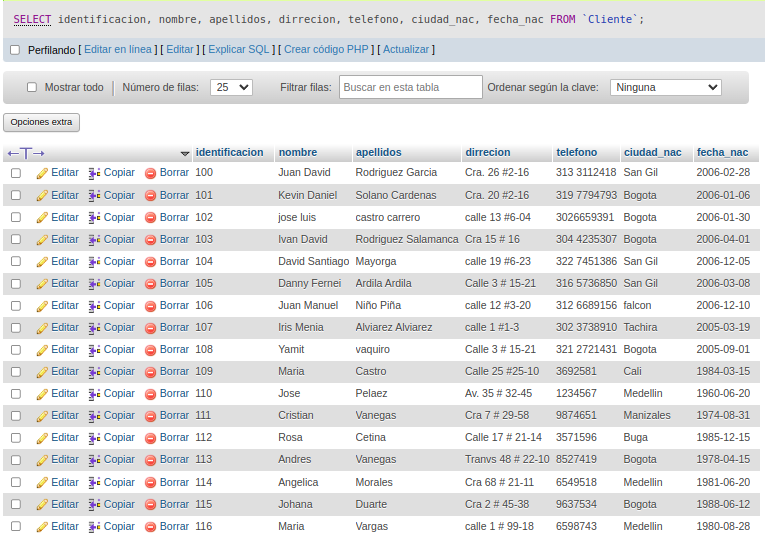 SELECT identificacion, nombre, apellidos, dirrecion, telefono, ciudad_nac, fecha_nac FROM `Cliente`;
Perfilando [ Editar en línea ] [ Editar ] [ Explicar SQL ] [ Crear código PHP ] [ Actualizar ]
Mostrar todo Número de filas: 25 Filtrar filas: Buscar en esta tabla Ordenar según la clave: Ninguna
Opciones extra
←T→ identificacion nombre apellidos dirrecion telefono ciudad_nac fecha_nac
Editar Copiar Borrar 100 Juan David Rodriguez Garcia Cra. 26 #2-16 313 3112418 San Gil 2006-02-28
Editar Copiar Borrar 101 Kevin Daniel Solano Cardenas Cra. 20 #2-16 319 7794793 Bogota 2006-01-06
Editar Copiar Borrar 102 jose luis castro carrero calle 13 #6-04 3026659391 Bogota 2006-01-30
Editar Copiar Borrar 103 Ivan David Rodriguez Salamanca Cra 15 # 16 304 4235307 Bogota 2006-04-01
Editar Copiar Borrar 104 David Santiago Mayorga calle 19 #6-23 322 7451386 San Gil 2006-12-05
Editar Copiar Borrar 105 Danny Fernei Ardila Ardila Calle 3 # 15-21 316 5736850 San Gil 2006-03-08
Editar Copiar Borrar 106 Juan Manuel Niño Piña calle 12 #3-20 312 6689156 falcon 2006-12-10
Editar Copiar Borrar 107 Iris Menia Alviarez Alviarez calle 1 #1-3 302 3738910 Tachira 2005-03-19
Editar Copiar Borrar 108 Yamit vaquiro Calle 3 # 15-21 321 2721431 Bogota 2005-09-01
Editar Copiar Borrar 109 Maria Castro Calle 25 #25-10 3692581 Cali 1984-03-15
Editar Copiar Borrar 110 Jose Pelaez Av. 35 # 32-45 1234567 Medellin 1960-06-20
Editar Copiar Borrar 111 Cristian Vanegas Cra 7 # 29-58 9874651 Manizales 1974-08-31
Editar Copiar Borrar 112 Rosa Cetina Calle 17 # 21-14 3571596 Buga 1985-12-15
Editar Copiar Borrar 113 Andres Vanegas Tranvs 48 # 22-10 8527419 Bogota 1978-04-15
Editar Copiar Borrar 114 Angelica Morales Cra 68 # 21-11 6549518 Medellin 1981-06-20
Editar Copiar Borrar 115 Johana Duarte Cra 2 # 45-38 9637534 Bogota 1988-06-12
Editar Copiar Borrar 116 Maria Vargas calle 1 # 99-18 6598743 Medellin 1980-08-28